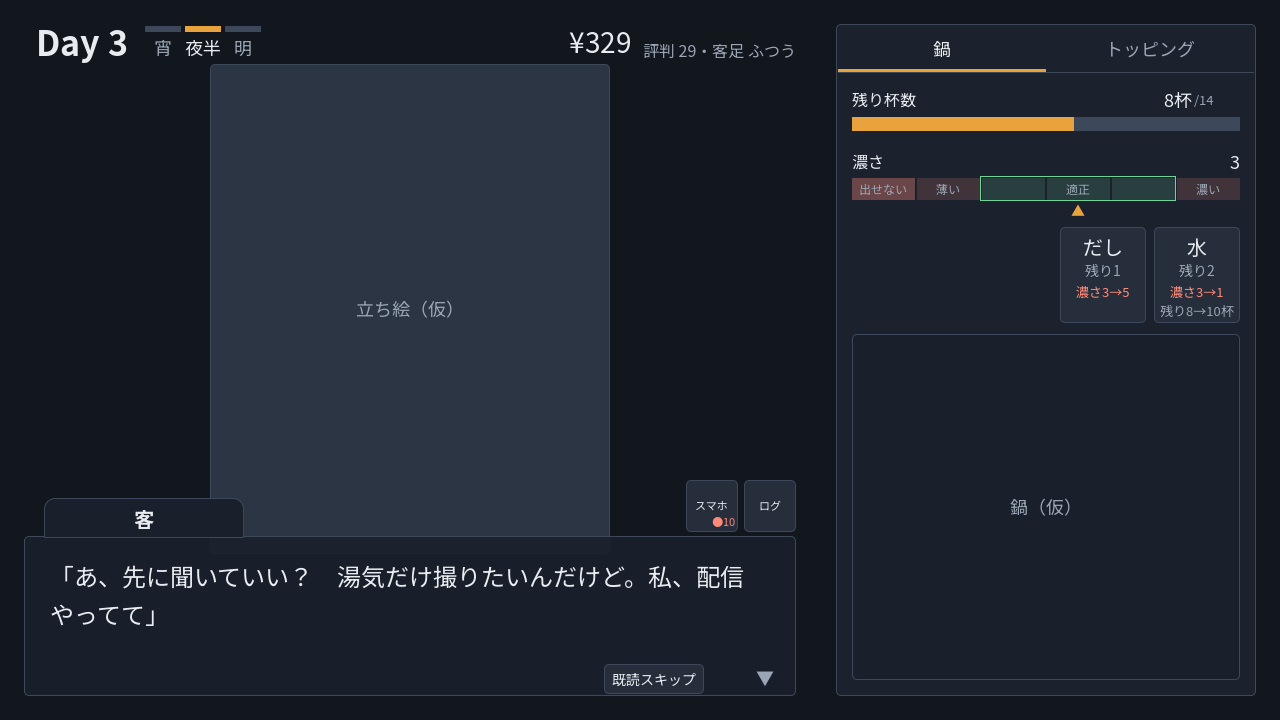 Day 3
宵 夜半 明
¥329
評判 29・客足 ふつう
立ち絵（仮）
スマホ
10
ログ
客
「あ、先に聞いていい？　湯気だけ撮りたいんだけど。私、配信
やってて」
既読スキップ
▼
鍋
トッピング
残り杯数
8杯/14
濃さ
3
出せない
薄い
適正
濃い
だし
残り1
濃さ3→5
水
残り2
濃さ3→1
残り8→10杯
鍋（仮）